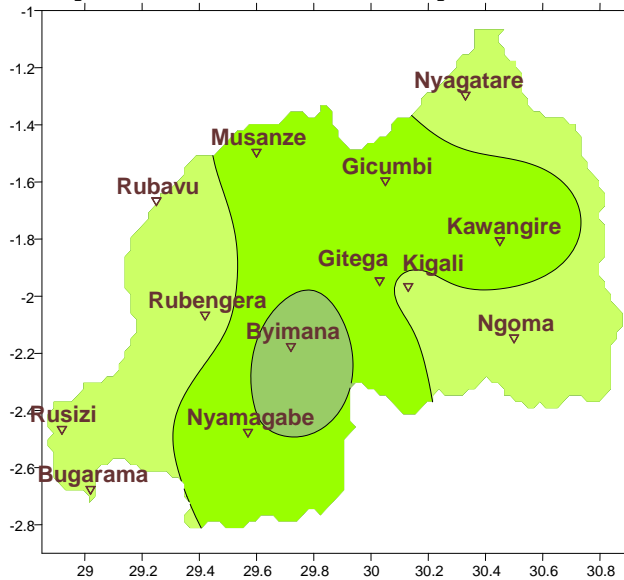 -1
-1.2
-1.4
-1.6
-1.8
-2
-2.2
-2.4
-2.6
-2.8
Nyagatare
Musanze
Gicumbi
Rubavu
Kawangire
Gitega
Kigali
Rubengera
Ngoma
Byimana
Rusizi
Nyamagabe
Bugarama
29 29.2 29.4 29.6 29.8 30 30.2 30.4 30.6 30.8